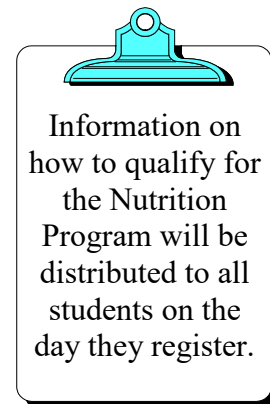 Information on
how to qualify for
the Nutrition
Program will be
distributed to all
students on the
day they register.